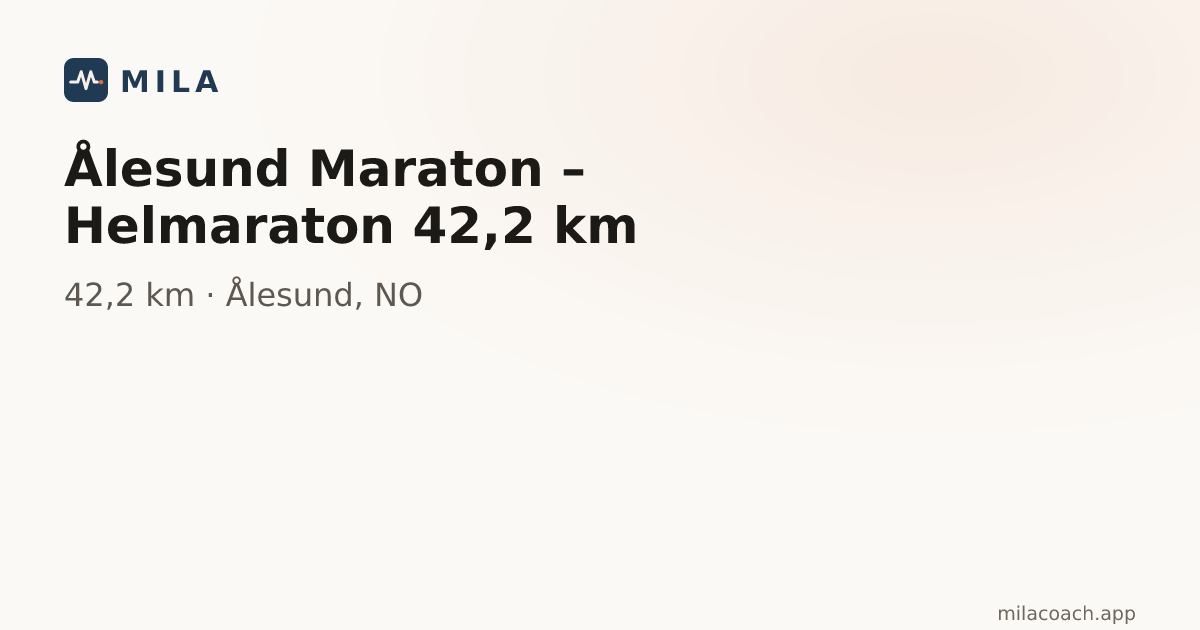 MILA
Ålesund Maraton –
Helmaraton 42,2 km
42,2 km · Ålesund, NO
milacoach.app